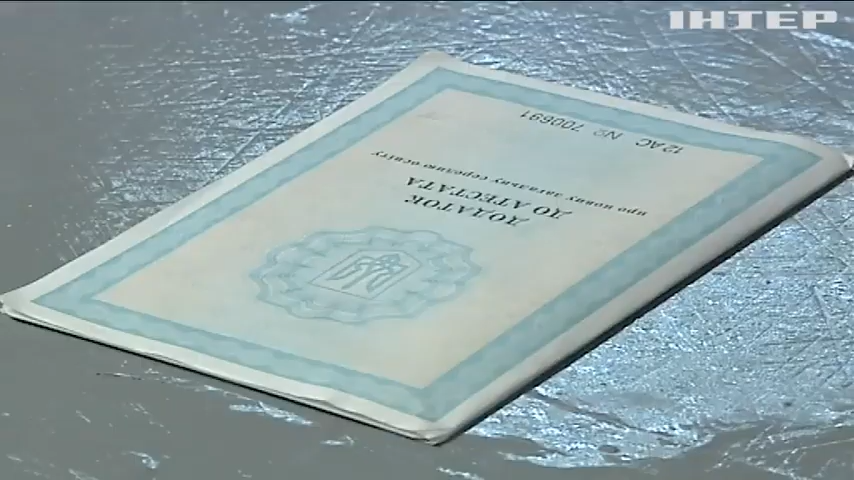 ІНТЕР
12АС № 700691
ДОДАТОК
ДО АТЕСТАТА
про повну загальну середню освіту